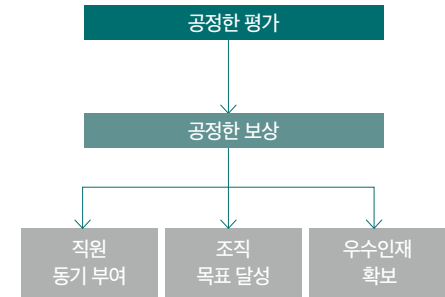 공정한 평가
공정한 보상
직원
동기 부여
조직
목표 달성
우수인재
확보